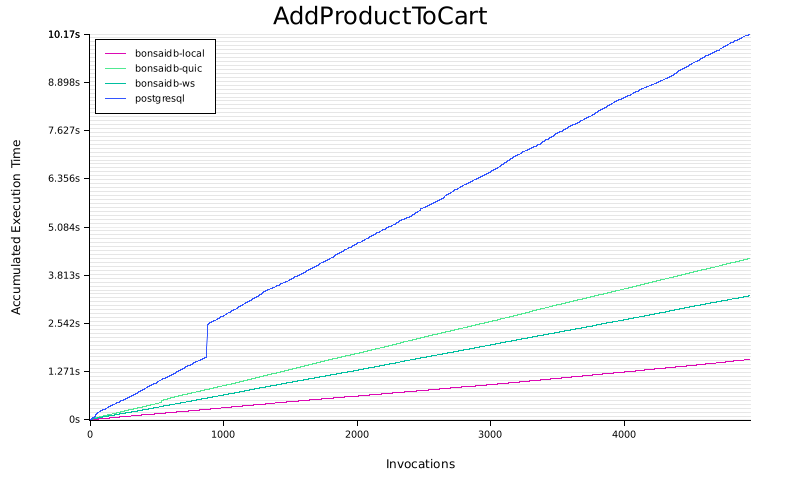 AddProductToCart
10.17s
8.898s
7.627s
6.356s
5.084s
3.813s
2.542s
1.271s
0s
bonsaidb-local
bonsaidb-quic
bonsaidb-ws
postgresql
Accumulated Execution Time
0 1000 2000 3000 4000
Invocations